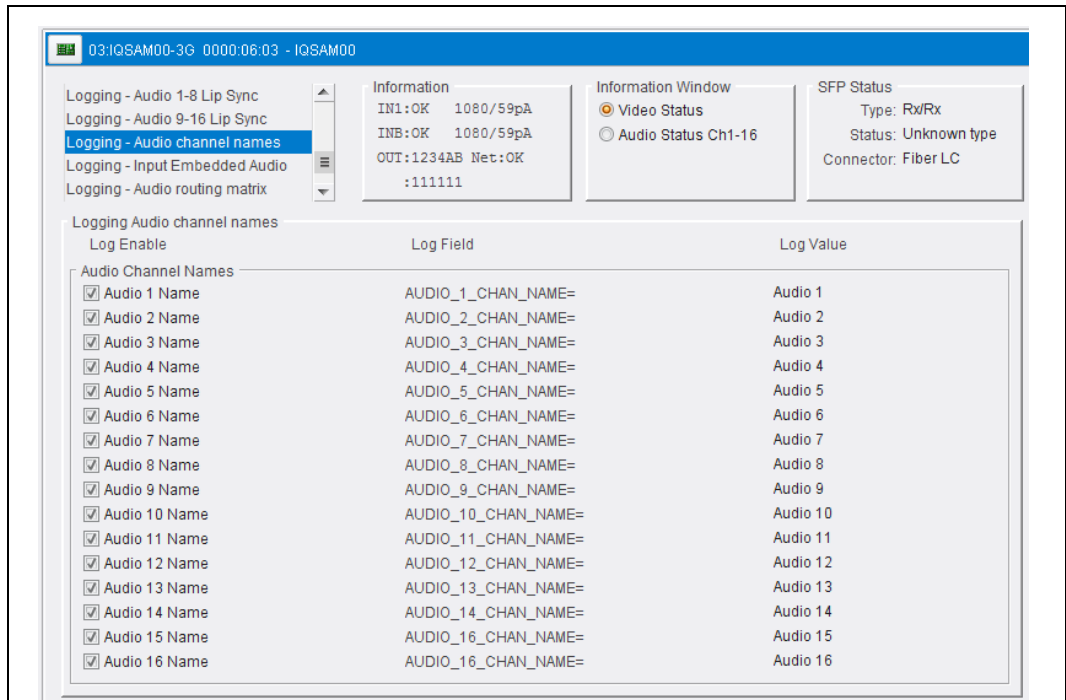 03:IQSAM00-3G 0000:06:03 - IQSAM00
Logging - Audio 1-8 Lip Sync
Logging - Audio 9-16 Lip Sync
Logging - Audio channel names
Logging - Input Embedded Audio
Logging - Audio routing matrix
Information
IN1:OK 1080/59pA
INB:OK 1080/59pA
OUT:1234AB Net:OK
:111111
Information Window
Video Status
Audio Status Ch1-16
SFP Status
Type: Rx/Rx
Status: Unknown type
Connector: Fiber LC
Logging Audio channel names
Log Enable Log Field Log Value
Audio Channel Names
Audio 1 Name AUDIO_1_CHAN_NAME= Audio 1
Audio 2 Name AUDIO_2_CHAN_NAME= Audio 2
Audio 3 Name AUDIO_3_CHAN_NAME= Audio 3
Audio 4 Name AUDIO_4_CHAN_NAME= Audio 4
Audio 5 Name AUDIO_5_CHAN_NAME= Audio 5
Audio 6 Name AUDIO_6_CHAN_NAME= Audio 6
Audio 7 Name AUDIO_7_CHAN_NAME= Audio 7
Audio 8 Name AUDIO_8_CHAN_NAME= Audio 8
Audio 9 Name AUDIO_9_CHAN_NAME= Audio 9
Audio 10 Name AUDIO_10_CHAN_NAME= Audio 10
Audio 11 Name AUDIO_11_CHAN_NAME= Audio 11
Audio 12 Name AUDIO_12_CHAN_NAME= Audio 12
Audio 13 Name AUDIO_13_CHAN_NAME= Audio 13
Audio 14 Name AUDIO_14_CHAN_NAME= Audio 14
Audio 15 Name AUDIO_16_CHAN_NAME= Audio 15
Audio 16 Name AUDIO_16_CHAN_NAME= Audio 16